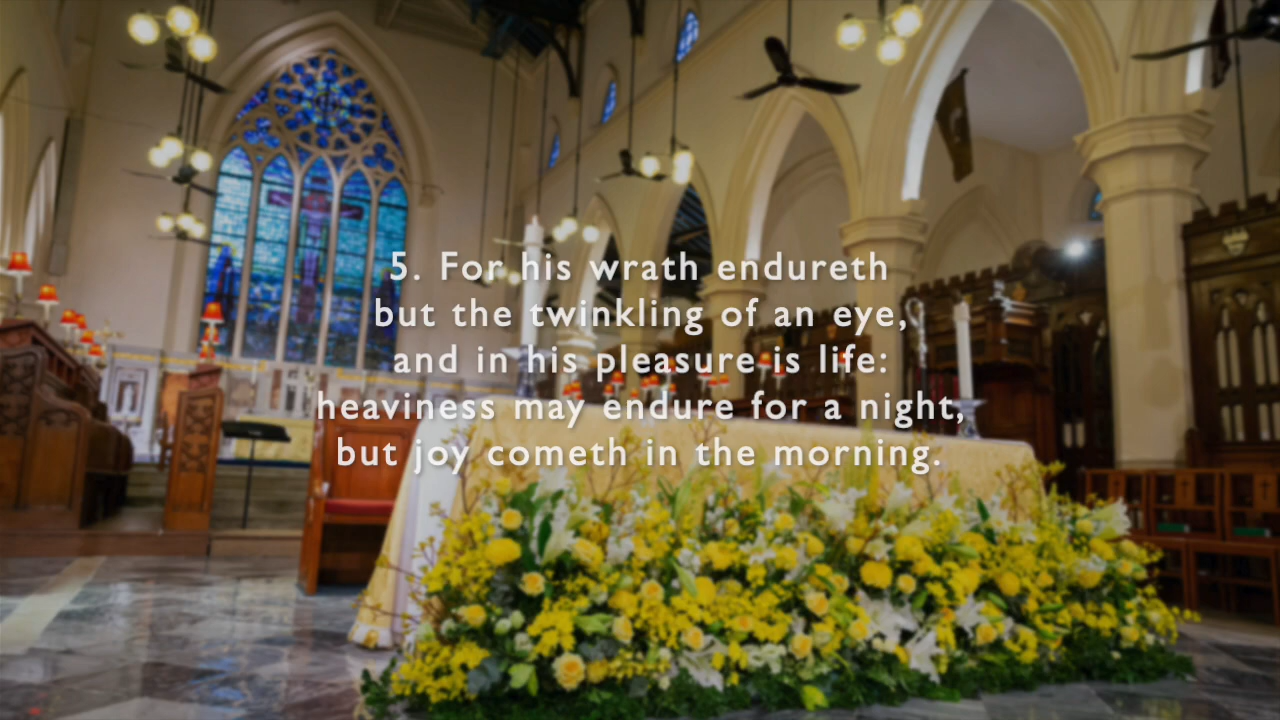 5. For his wrath endureth
but the twinkling of an eye,
and in his pleasure is life:
heaviness may endure for a night,
but joy cometh in the morning.